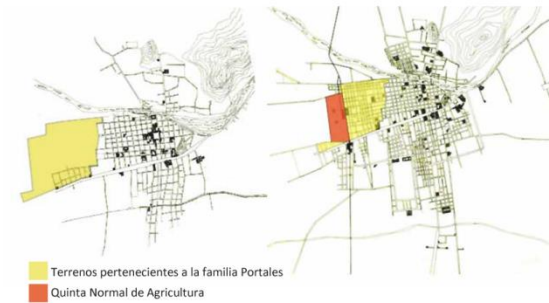 Terrenos pertenecientes a la familia Portales
Quinta Normal de Agricultura